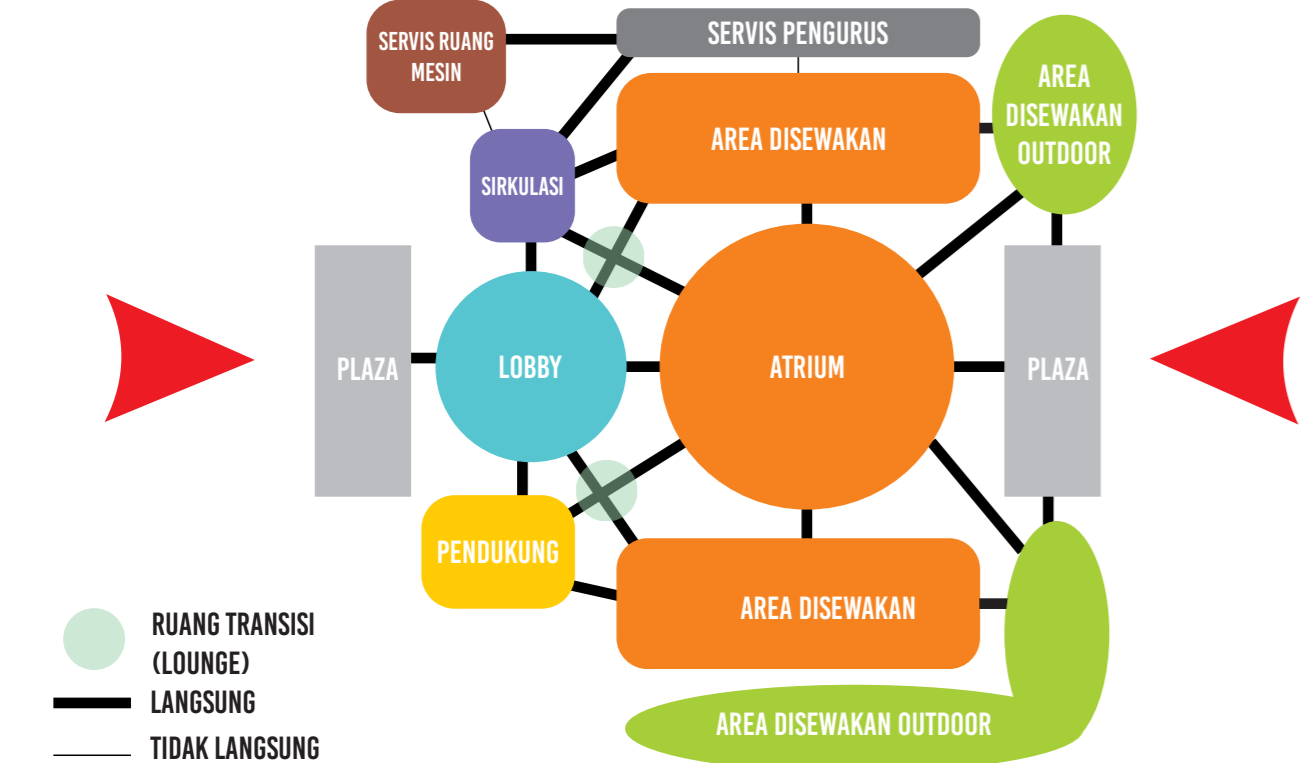 SERVIS RUANG
MESIN
SERVIS PENGURUS
AREA
DISEWAKAN
OUTDOOR
AREA DISEWAKAN
SIRKULASI
PLAZA
LOBBY
ATRIUM
PLAZA
PENDUKUNG
AREA DISEWAKAN
AREA DISEWAKAN OUTDOOR
RUANG TRANSISI
(LOUNGE)
LANGSUNG
TIDAK LANGSUNG